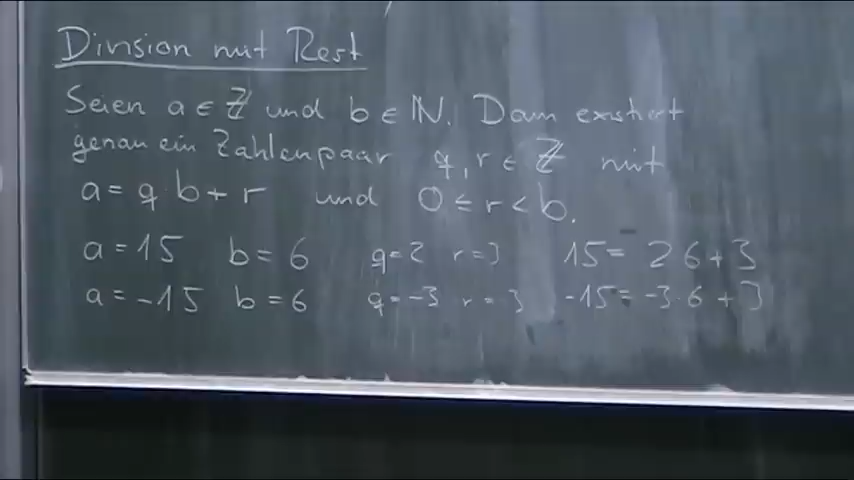 Division mit Rest
Seien a ∈ ℤ und b ∈ ℕ. Dann existiert
genau ein Zahlenpaar q, r ∈ ℤ mit
a = q · b + r und 0 ≤ r < b.
a = 15 b = 6 q = 2 r = 3 15 = 2 6 + 3
a = -15 b = 6 q = -3 r = 3 -15 = -3 · 6 + 3